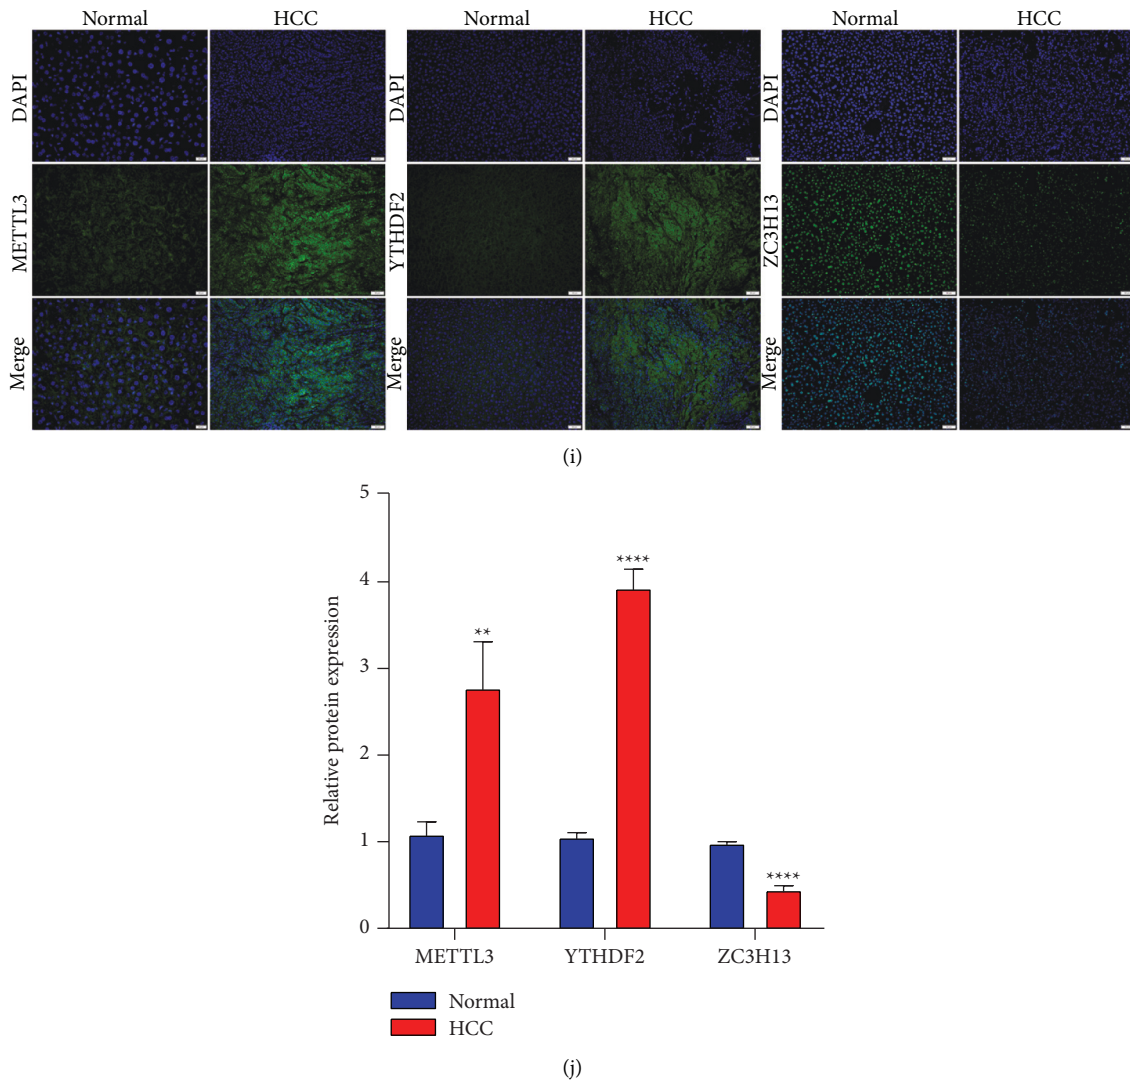 Normal HCC Normal HCC Normal HCC
DAPI DAPI DAPI
METTL3 YTHDF2 ZC3H13
Merge Merge Merge
(i)
5
4
3
2
1
0
Relative protein expression
**
****
****
METTL3 YTHDF2 ZC3H13
Normal
HCC
(j)